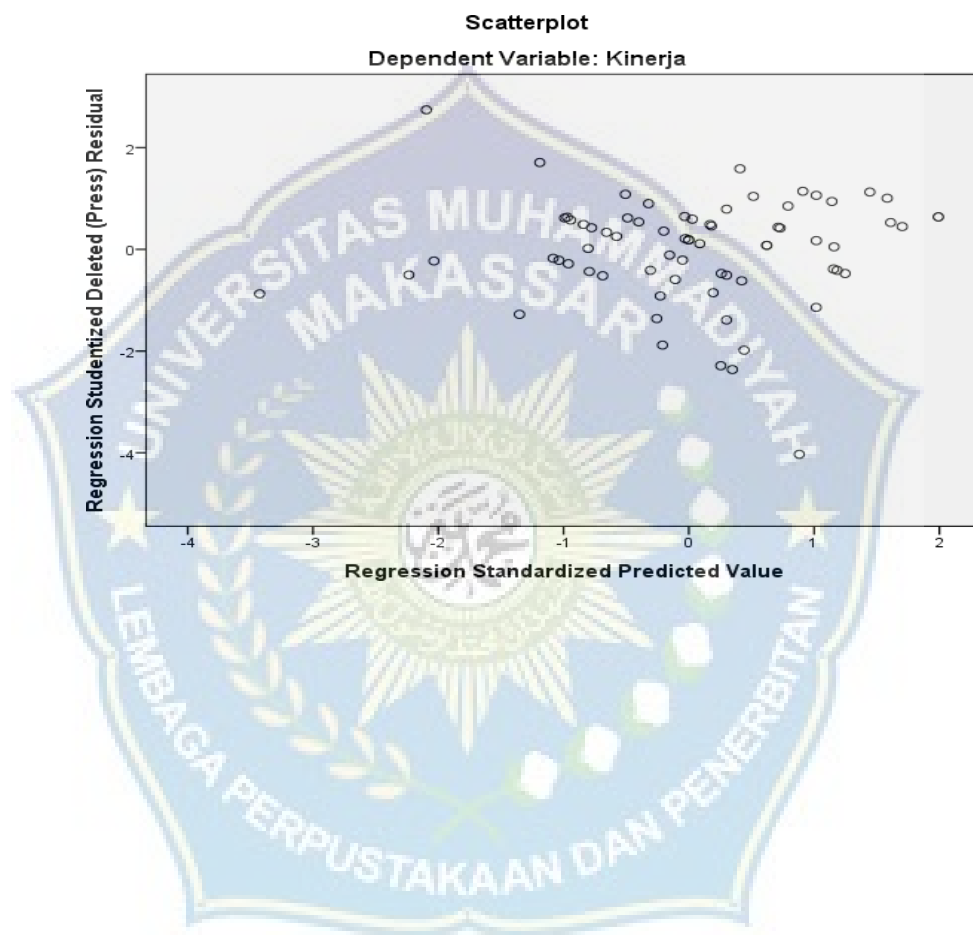 Scatterplot
Dependent Variable: Kinerja
Regression Studentized Deleted (Press) Residual
2
0
-2
-4
-4
-3
-2
-1
0
1
2
Regression Standardized Predicted Value
UNIVERSITAS MUHAMMADIYAH
MAKASSAR
LEMBAGA PERPUSTAKAAN DAN PENERBITAN